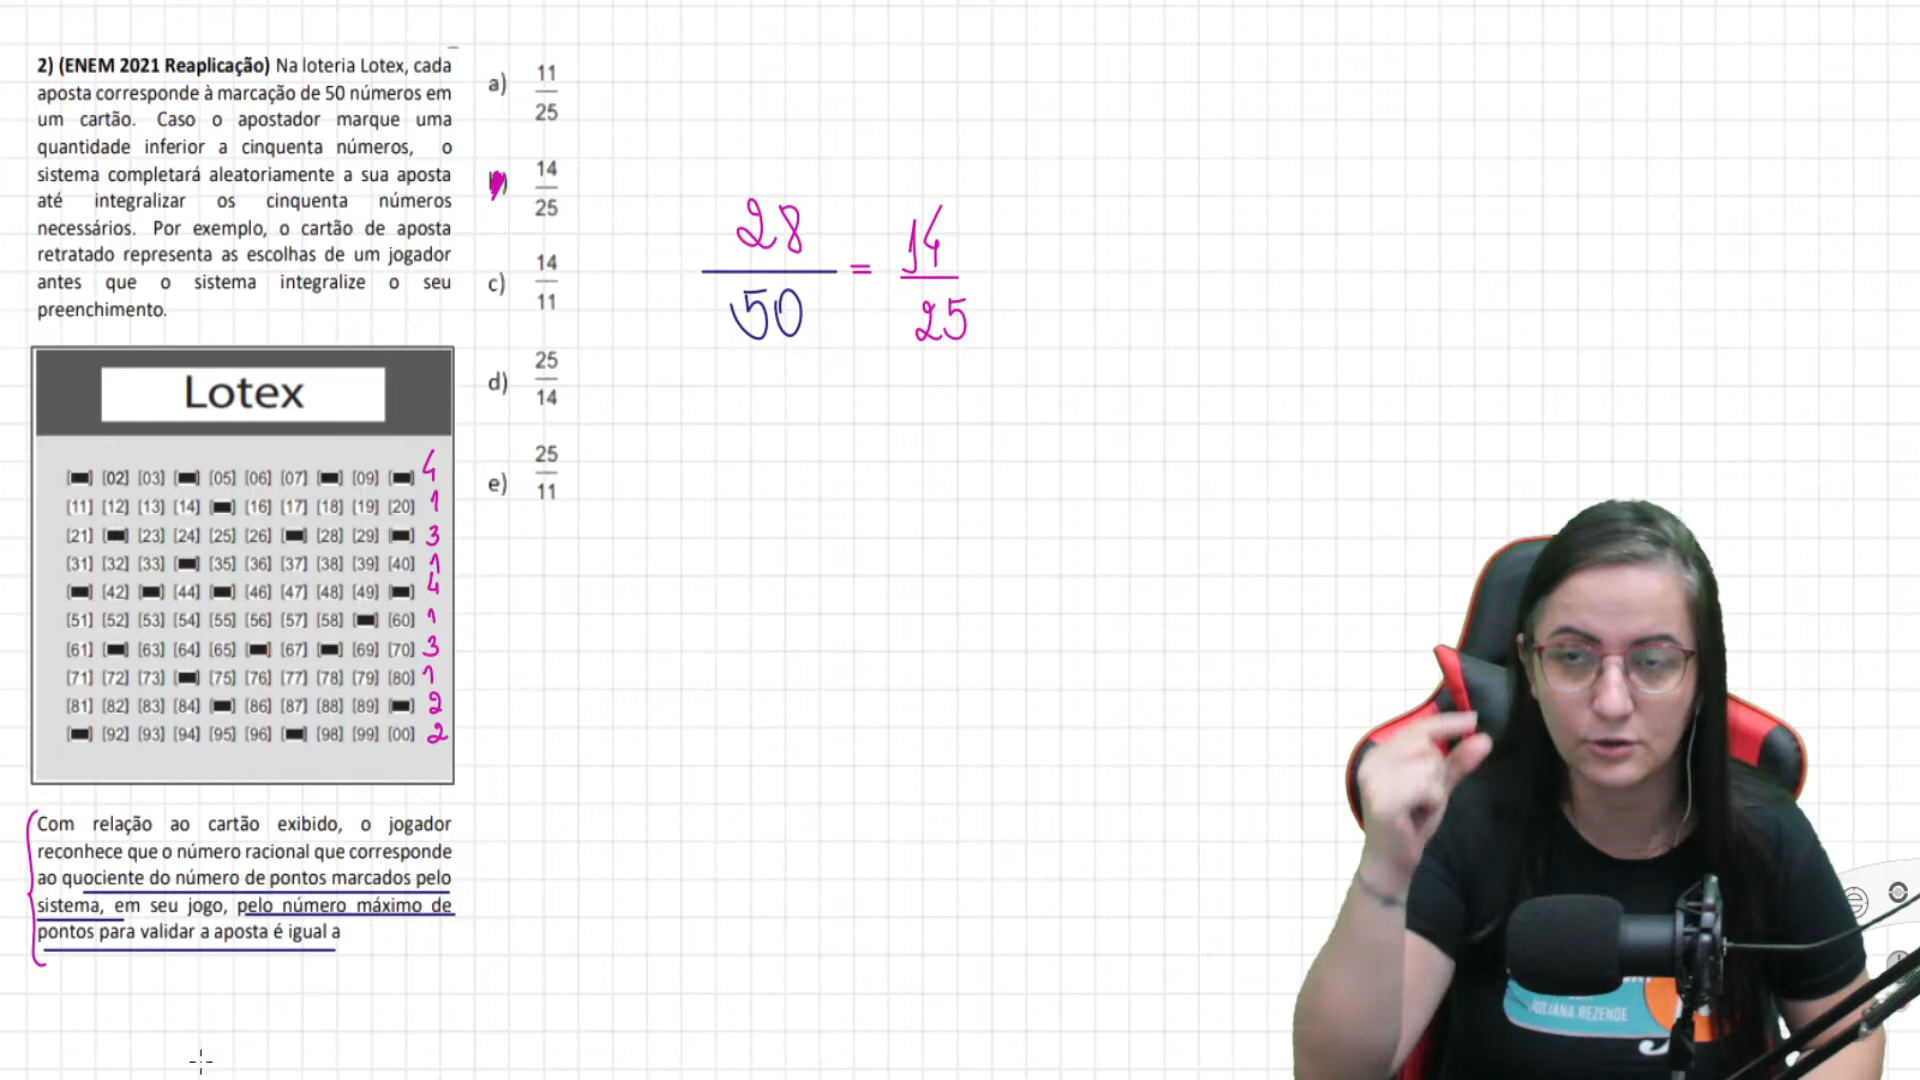 2) (ENEM 2021 Reaplicação) Na loteria Lotex, cada
aposta corresponde à marcação de 50 números em
um cartão. Caso o apostador marque uma
quantidade inferior a cinquenta números, o
sistema completará aleatoriamente a sua aposta
até integralizar os cinquenta números
necessários. Por exemplo, o cartão de aposta
retratado representa as escolhas de um jogador
antes que o sistema integralize o seu
preenchimento.
Lotex
[ ] [02] [03] [ ] [05] [06] [07] [ ] [09] [ ] 4
[11] [12] [13] [14] [ ] [16] [17] [18] [19] [20] 1
[21] [ ] [23] [24] [25] [26] [ ] [28] [29] [ ] 3
[31] [32] [33] [ ] [35] [36] [37] [38] [39] [40] 1
[ ] [42] [ ] [44] [ ] [46] [47] [48] [49] [ ] 4
[51] [52] [53] [54] [55] [56] [57] [58] [ ] [60] 1
[61] [ ] [63] [64] [65] [ ] [67] [ ] [69] [70] 3
[71] [72] [73] [ ] [75] [76] [77] [78] [79] [80] 1
[81] [82] [83] [84] [ ] [86] [87] [88] [89] [ ] 2
[ ] [92] [93] [94] [95] [96] [ ] [98] [99] [00] 2
Com relação ao cartão exibido, o jogador
reconhece que o número racional que corresponde
ao quociente do número de pontos marcados pelo
sistema, em seu jogo, pelo número máximo de
pontos para validar a aposta é igual a
a) 11
25
14
25
c) 14
11
d) 25
14
e) 25
11
28
50
=
14
25
JULIANA REZENDE